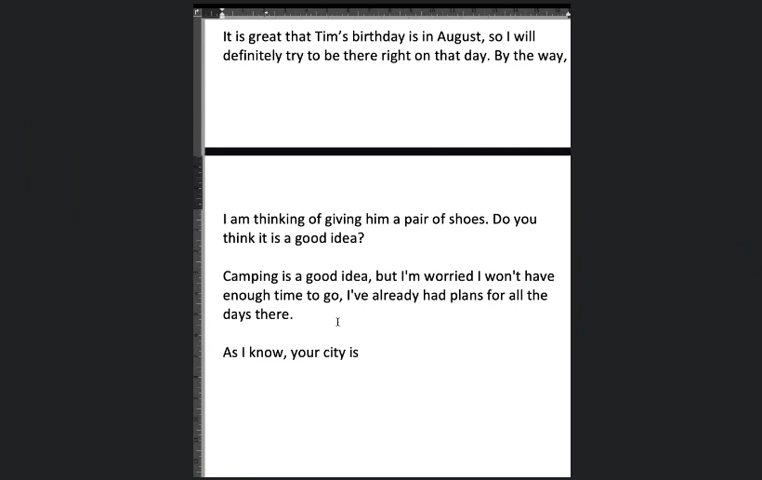 It is great that Tim’s birthday is in August, so I will
definitely try to be there right on that day. By the way,
I am thinking of giving him a pair of shoes. Do you
think it is a good idea?
Camping is a good idea, but I'm worried I won't have
enough time to go, I've already had plans for all the
days there.
As I know, your city is